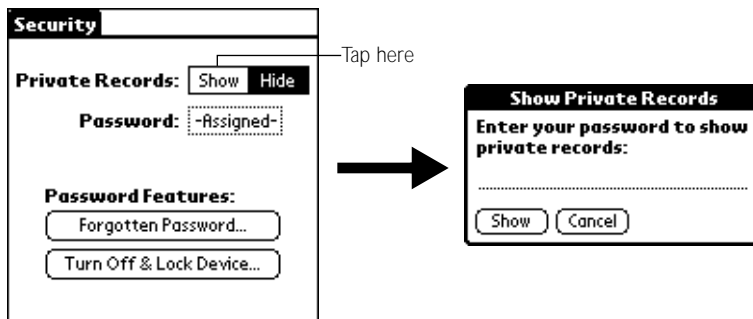 Security
Tap here
Private Records: Show Hide
Password: -Assigned-
Password Features:
Forgotten Password...
Turn Off & Lock Device...
Show Private Records
Enter your password to show
private records:
Show Cancel